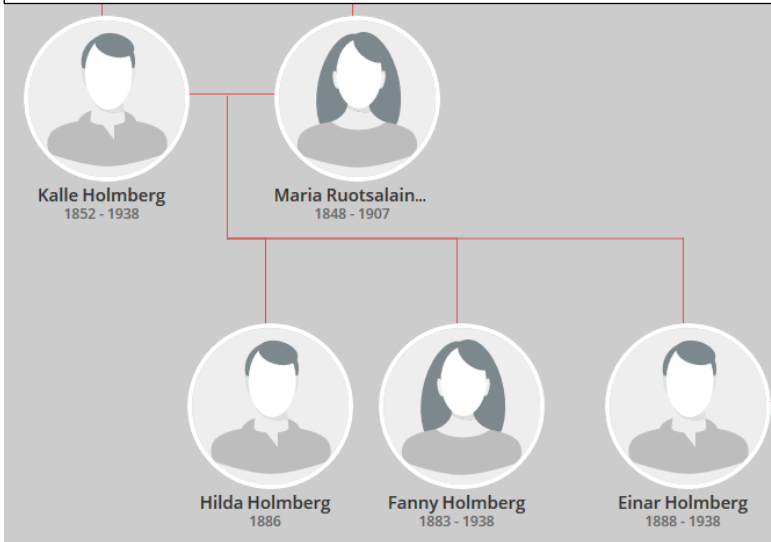 Kalle Holmberg
1852 - 1938
Maria Ruotsalain...
1848 - 1907
Hilda Holmberg
1886
Fanny Holmberg
1883 - 1938
Einar Holmberg
1888 - 1938